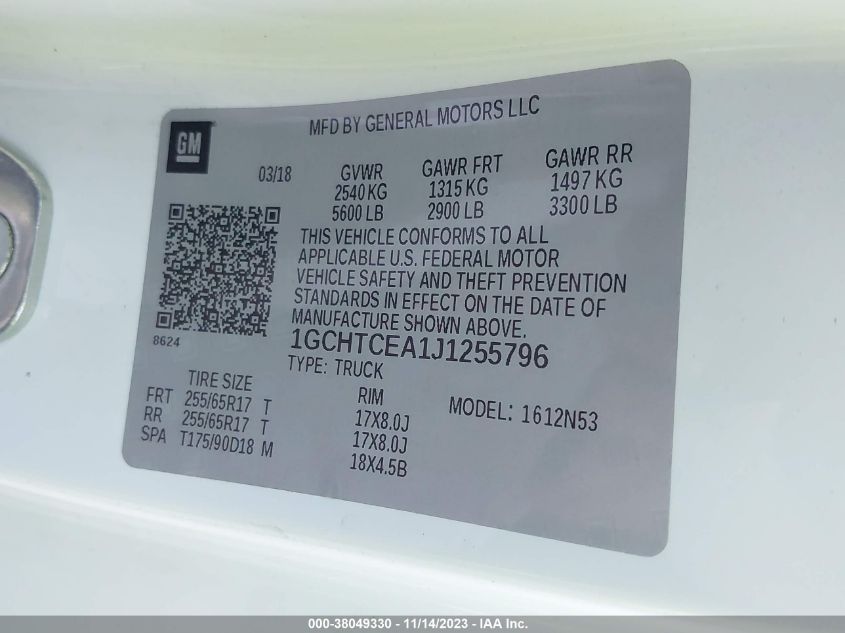 GM
MFD BY GENERAL MOTORS LLC
03/18
GVWR GAWR FRT GAWR RR
2540 KG 1315 KG 1497 KG
5600 LB 2900 LB 3300 LB
THIS VEHICLE CONFORMS TO ALL
APPLICABLE U.S. FEDERAL MOTOR
VEHICLE SAFETY AND THEFT PREVENTION
STANDARDS IN EFFECT ON THE DATE OF
MANUFACTURE SHOWN ABOVE.
8624
1GCHTCEA1J1255796
TYPE: TRUCK
TIRE SIZE RIM MODEL: 1612N53
FRT 255/65R17 T 17X8.0J
RR 255/65R17 T 17X8.0J
SPA T175/90D18 M 18X4.5B
000-38049330 - 11/14/2023 - IAA Inc.